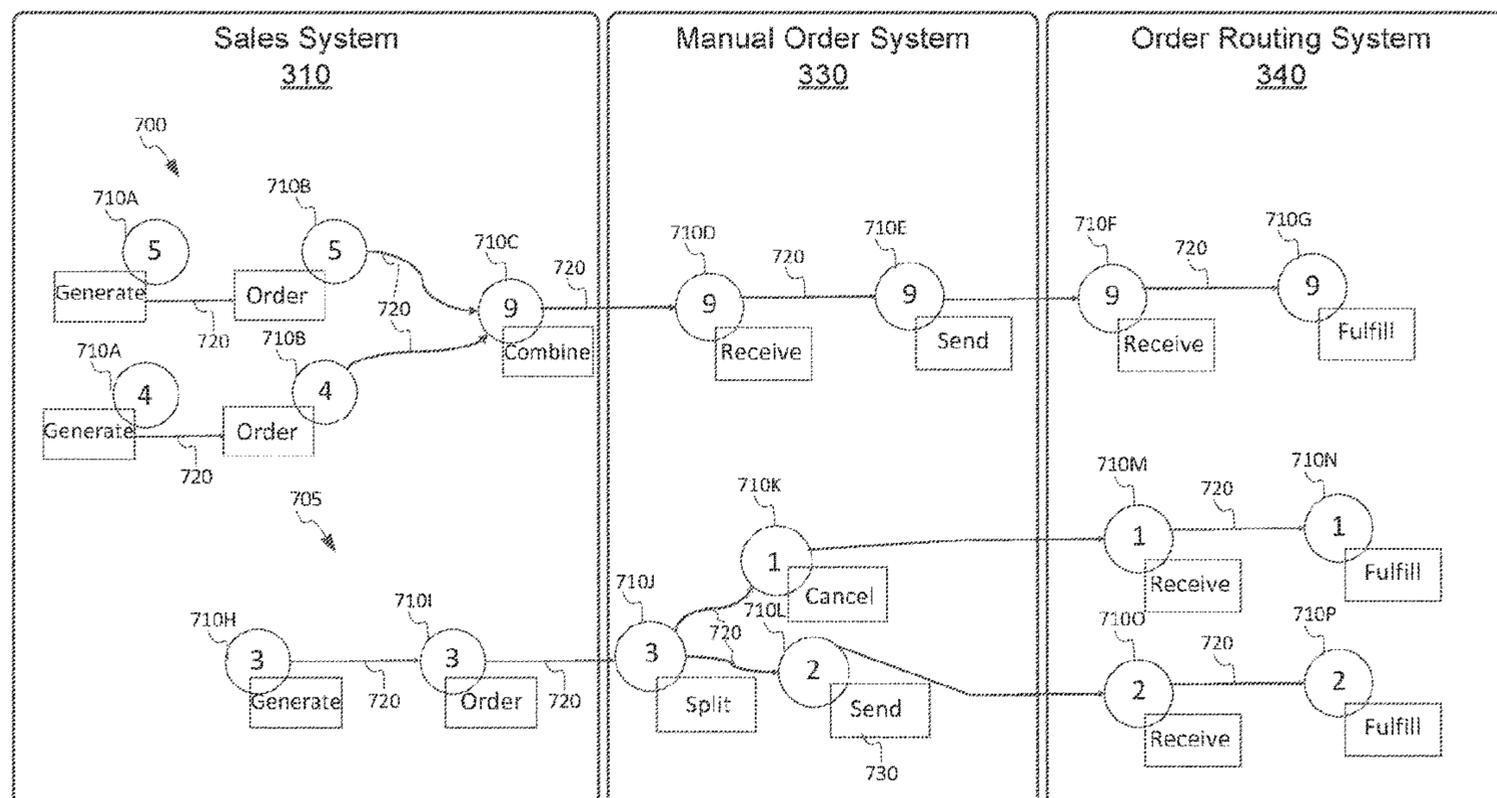 Sales System
310
Manual Order System
330
Order Routing System
340
700
710A
5
Generate
720
710B
5
Order
720
710C
9
Combine
720
710D
9
Receive
720
710E
9
Send
710F
9
Receive
720
710G
9
Fulfill
710A
4
Generate
720
710B
4
Order
720
705
710H
3
Generate
720
710I
3
Order
720
710J
3
Split
720
710K
1
Cancel
710L
2
Send
730
710M
1
Receive
720
710N
1
Fulfill
710O
2
Receive
720
710P
2
Fulfill